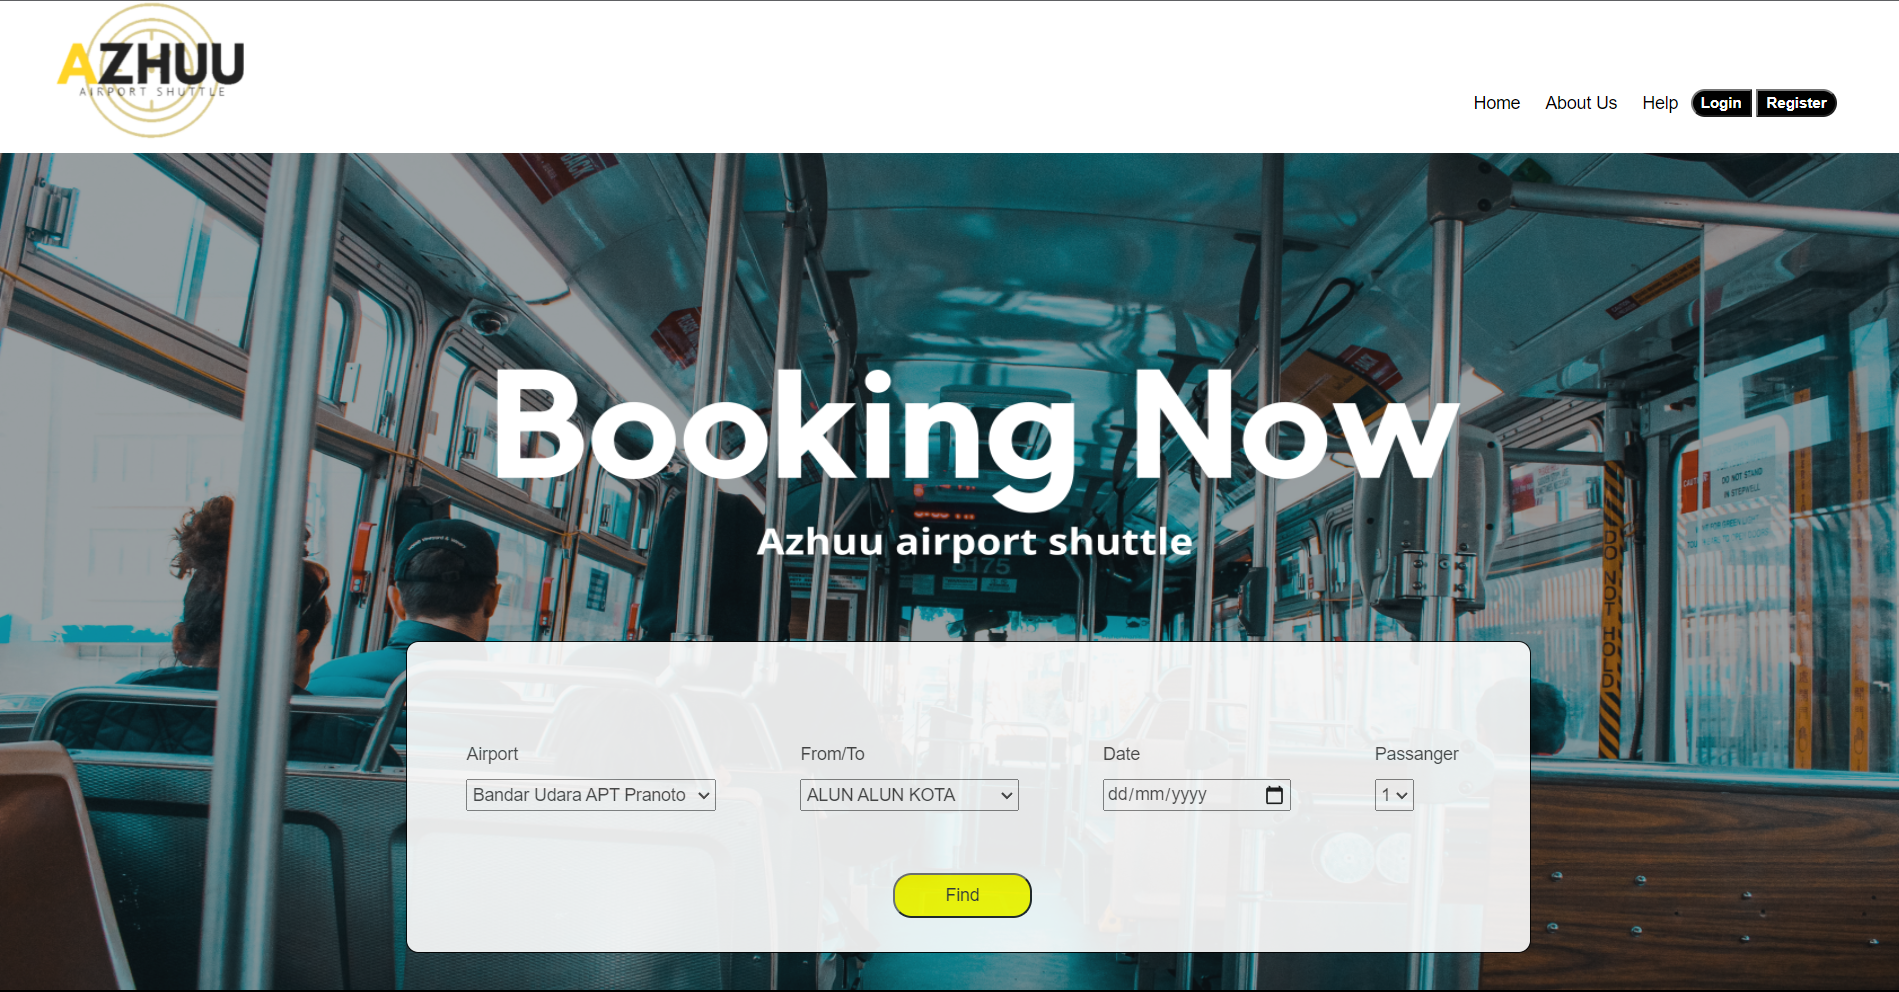 AZHUU
AIRPORT SHUTTLE
Home About Us Help Login Register
Booking Now
Azhuu airport shuttle
8175
CAUTION
DO NOT STAND
IN STEPWELL
DO NOT HOLD
Airport From/To Date Passanger
Bandar Udara APT Pranoto ALUN ALUN KOTA dd/mm/yyyy 1
Find